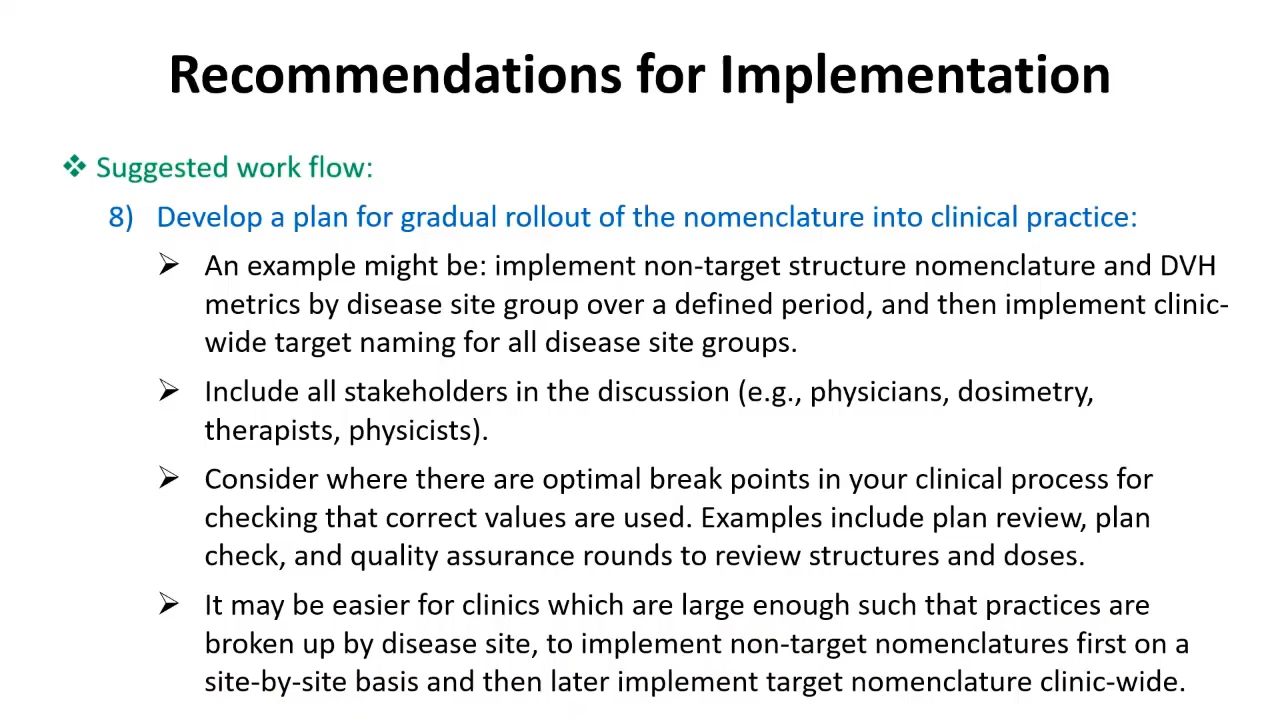 Recommendations for Implementation
❖ Suggested work flow:
8) Develop a plan for gradual rollout of the nomenclature into clinical practice:
➢ An example might be: implement non-target structure nomenclature and DVH
metrics by disease site group over a defined period, and then implement clinic-
wide target naming for all disease site groups.
➢ Include all stakeholders in the discussion (e.g., physicians, dosimetry,
therapists, physicists).
➢ Consider where there are optimal break points in your clinical process for
checking that correct values are used. Examples include plan review, plan
check, and quality assurance rounds to review structures and doses.
➢ It may be easier for clinics which are large enough such that practices are
broken up by disease site, to implement non-target nomenclatures first on a
site-by-site basis and then later implement target nomenclature clinic-wide.